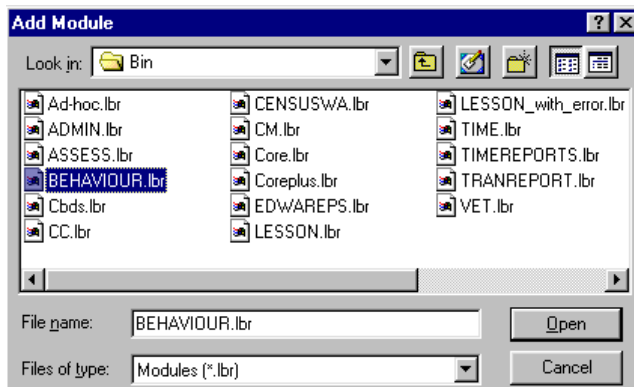 Add Module
Look in: Bin
Ad-hoc.lbr CENSUSWA.lbr LESSON_with_error.lbr
ADMIN.lbr CM.lbr TIME.lbr
ASSESS.lbr Core.lbr TIMEREPORTS.lbr
BEHAVIOUR.lbr Coreplus.lbr TRANREPORT.lbr
Cbds.lbr EDWAREPS.lbr VET.lbr
CC.lbr LESSON.lbr
File name: BEHAVIOUR.lbr Open
Files of type: Modules (*.lbr) Cancel